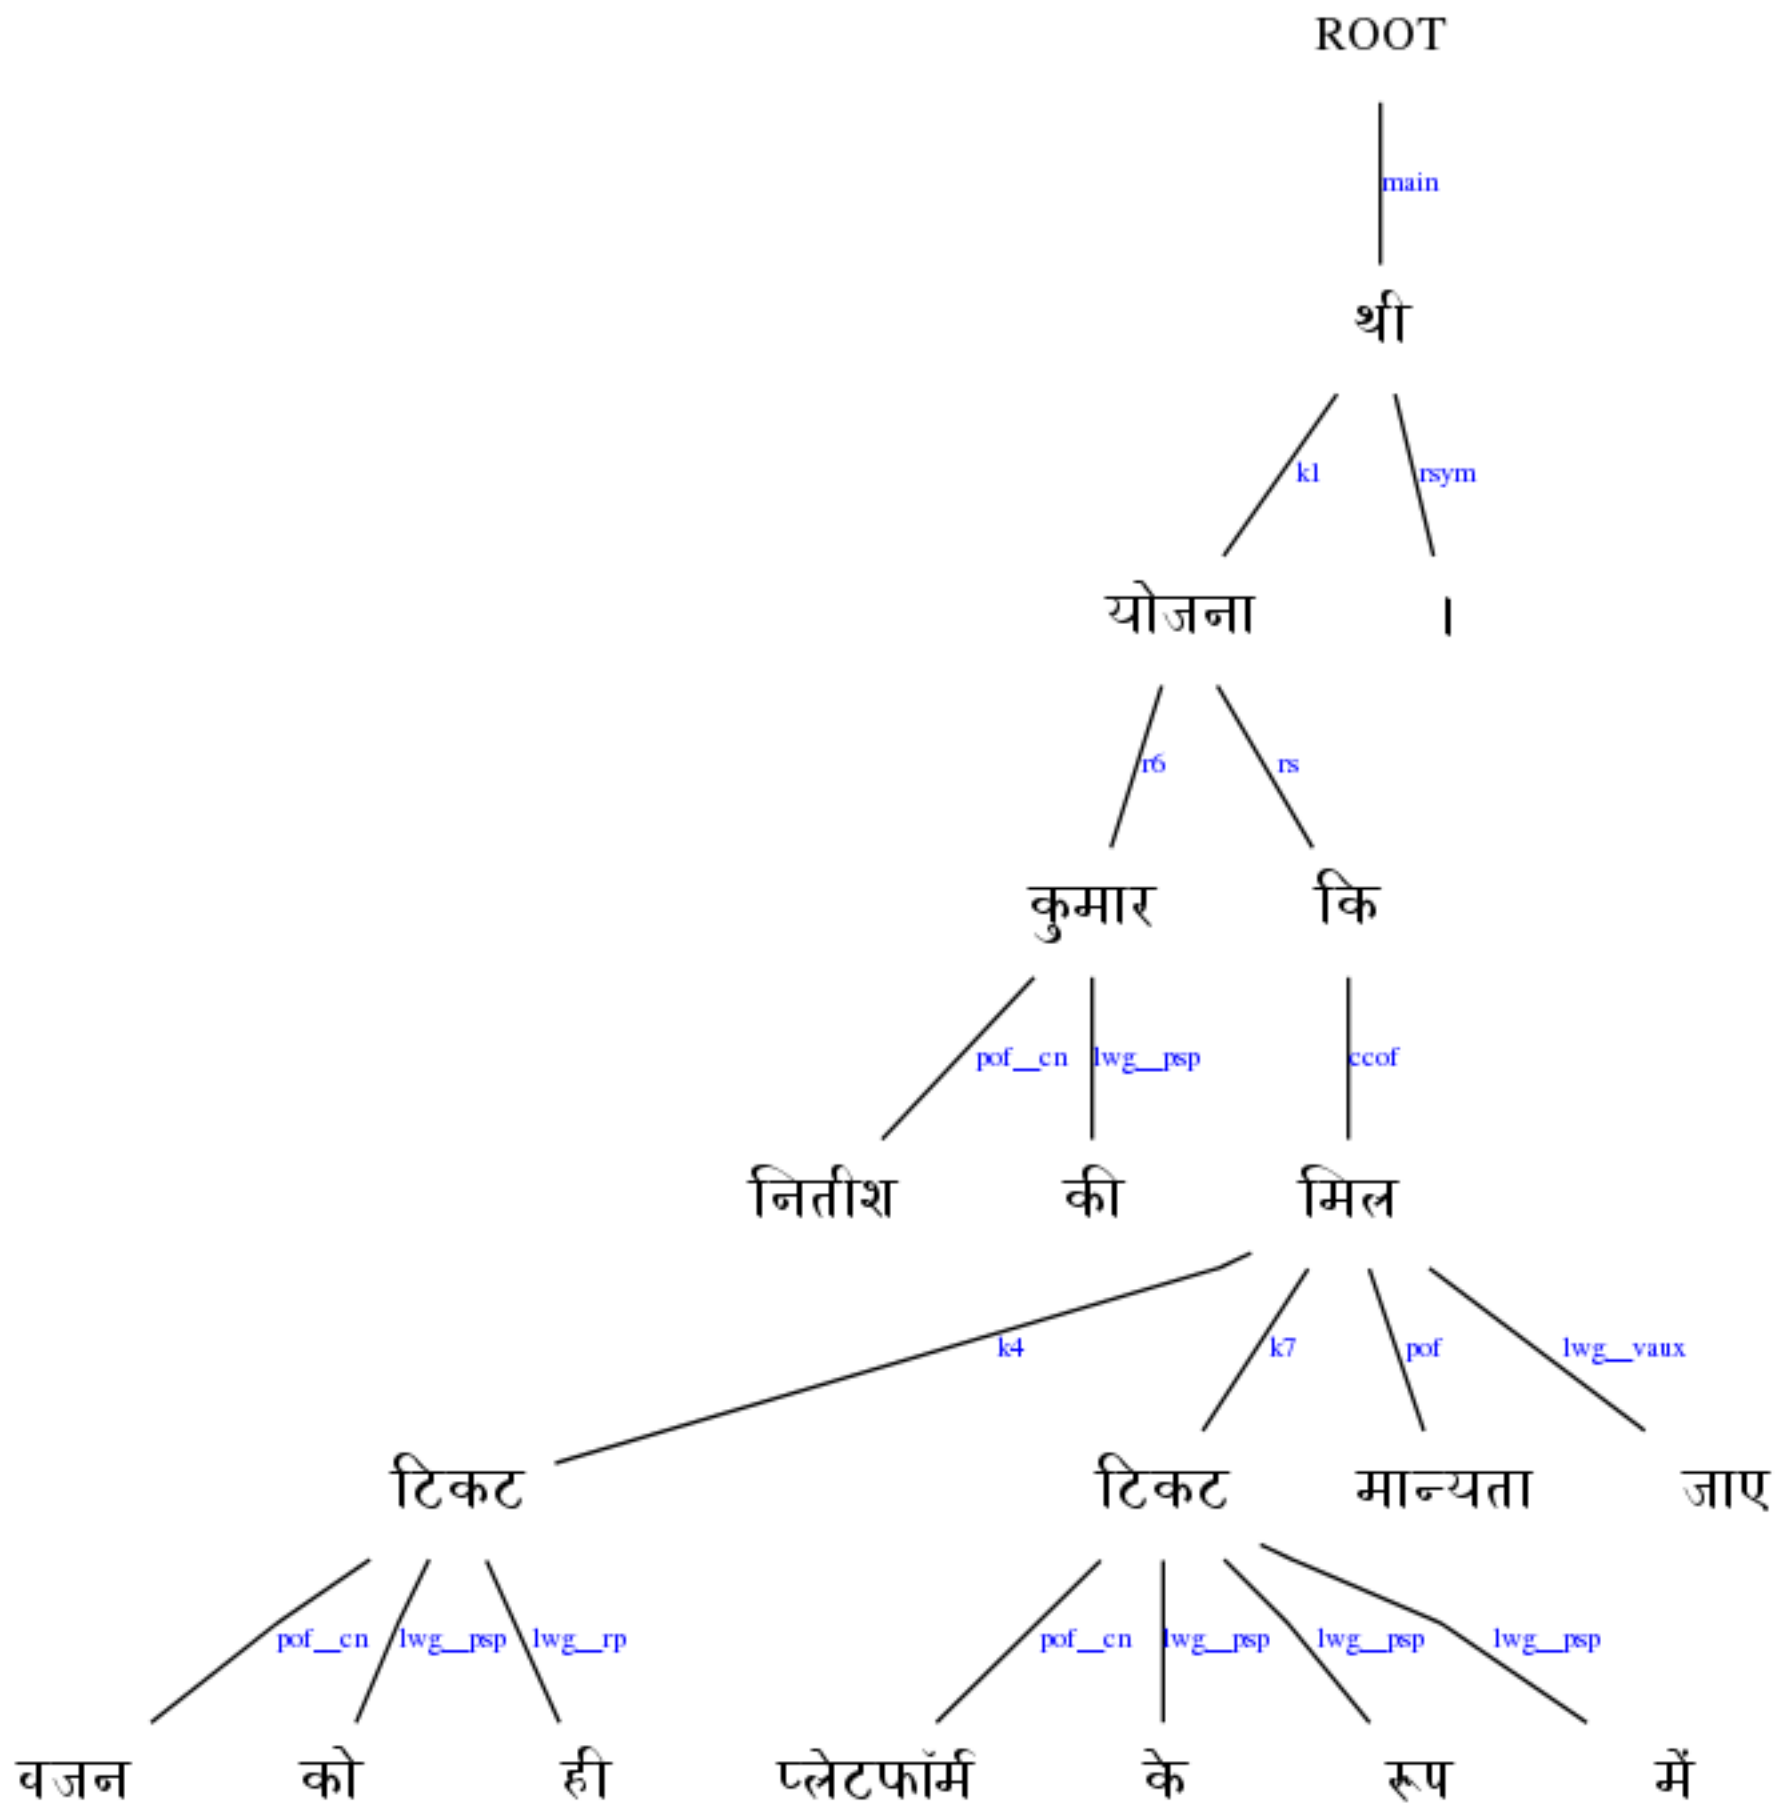 ROOT
main
थी
k1 rsym
योजना ।
r6 rs
कुमार कि
pof__cn lwg__psp ccof
नितीश की मिल
k4 k7 pof lwg__vaux
टिकट टिकट मान्यता जाए
pof__cn lwg__psp lwg__rp pof__cn lwg__psp lwg__psp lwg__psp
वजन को ही प्लेटफॉर्म के रूप में